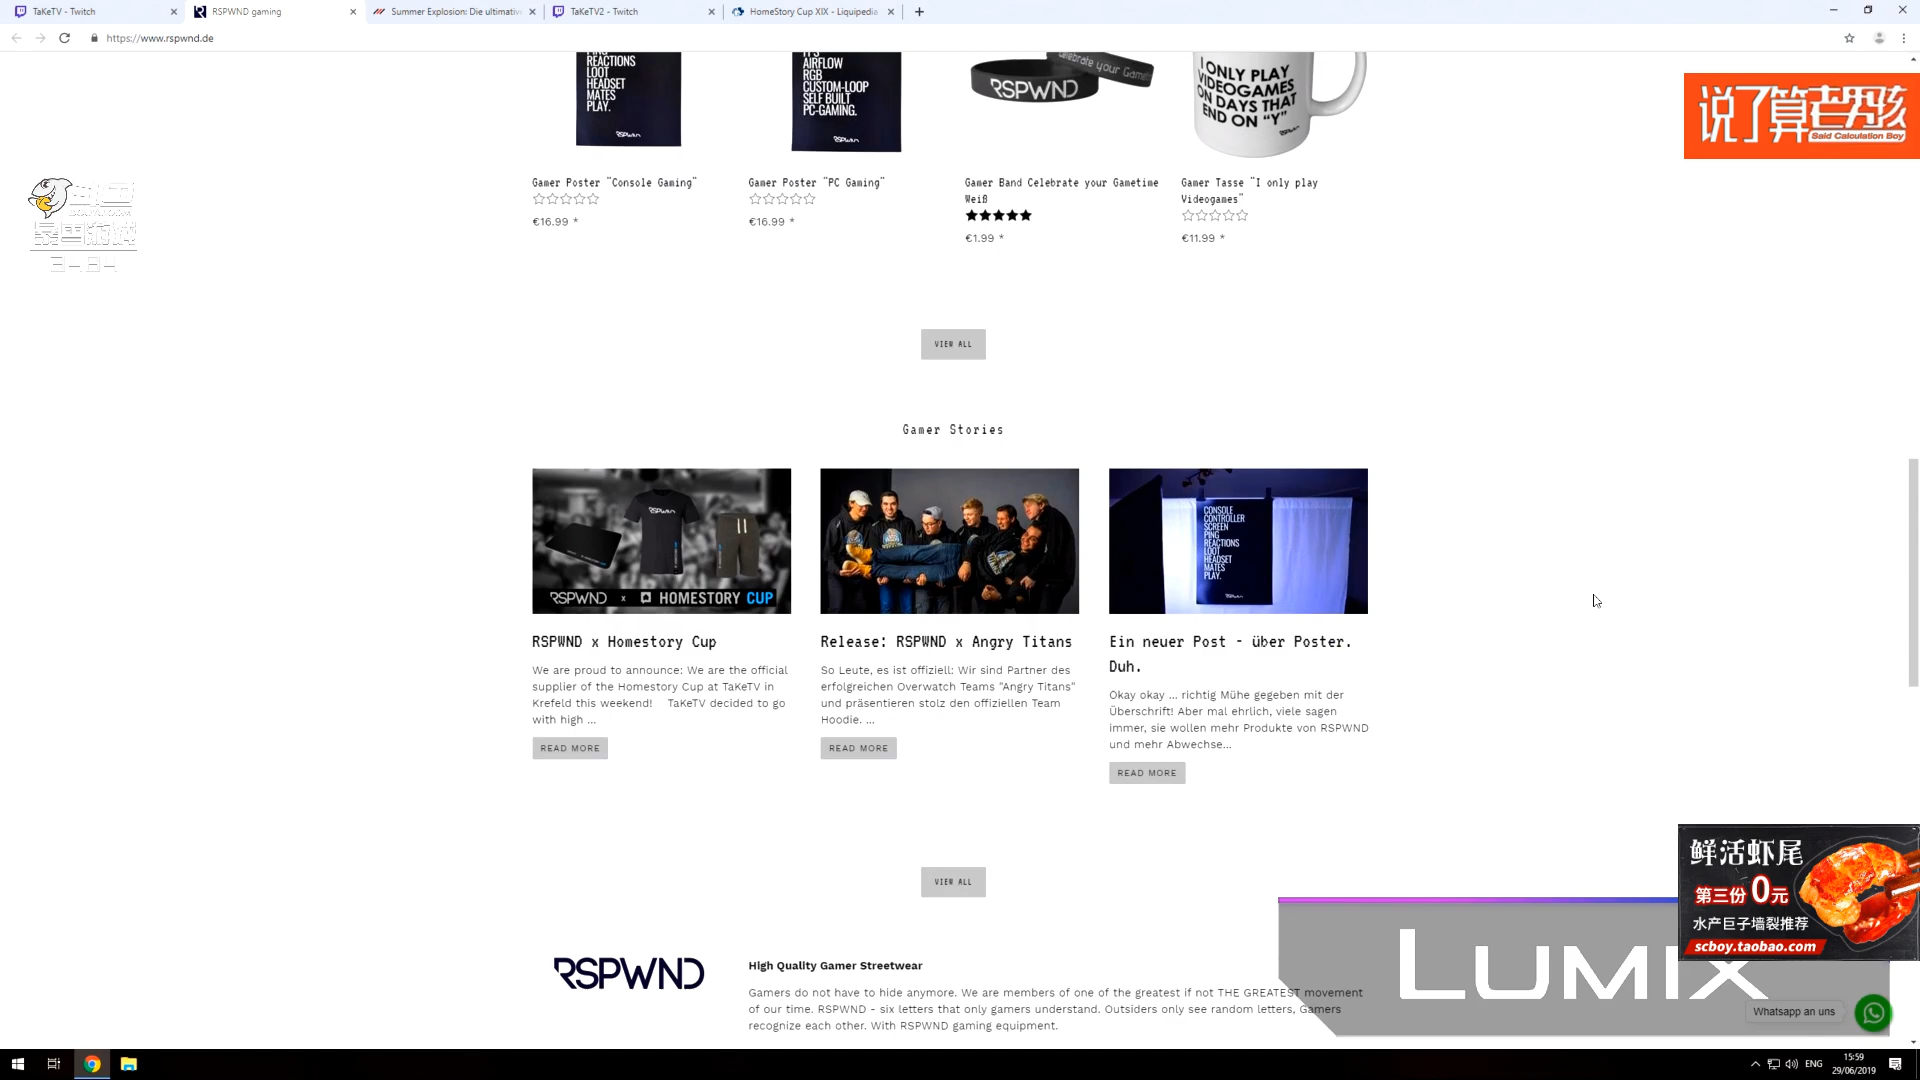 TaKeTV - Twitch
RSPWND gaming
Summer Explosion: Die ultimativ
TaKeTV2 - Twitch
HomeStory Cup XIX - Liquipedia
https://www.rspwnd.de
PING
REACTIONS
LOOT
HEADSET
MATES
PLAY.
RSPWND
AIRFLOW
RGB
CUSTOM-LOOP
SELF BUILT
PC-GAMING.
RSPWND
RSPWND
Celebrate your Gamet
I ONLY PLAY
VIDEOGAMES
ON DAYS THAT
END ON "Y"
RSPWND
说了算老男孩
Said Calculation Boy
Gamer Poster "Console Gaming"
€16.99 *
Gamer Poster "PC Gaming"
€16.99 *
Gamer Band Celebrate your Gametime
Weiß
€1.99 *
Gamer Tasse "I only play
Videogames"
€11.99 *
VIEW ALL
Gamer Stories
RSPWND
RSPWND x HOMESTORY CUP
CONSOLE
CONTROLLER
SCREEN
PING
REACTIONS
LOOT
HEADSET
MATES
PLAY.
RSPWND x Homestory Cup
We are proud to announce: We are the official
supplier of the Homestory Cup at TaKeTV in
Krefeld this weekend! TaKeTV decided to go
with high ...
READ MORE
Release: RSPWND x Angry Titans
So Leute, es ist offiziell: Wir sind Partner des
erfolgreichen Overwatch Teams "Angry Titans"
und präsentieren stolz den offiziellen Team
Hoodie. ...
READ MORE
Ein neuer Post - über Poster.
Duh.
Okay okay ... richtig Mühe gegeben mit der
Überschrift! Aber mal ehrlich, viele sagen
immer, sie wollen mehr Produkte von RSPWND
und mehr Abwechse...
READ MORE
VIEW ALL
鲜活虾尾
第三份0元
水产巨子墙裂推荐
scboy.taobao.com
LUMIX
RSPWND
High Quality Gamer Streetwear
Gamers do not have to hide anymore. We are members of one of the greatest if not THE GREATEST movement
of our time. RSPWND - six letters that only gamers understand. Outsiders only see random letters, Gamers
recognize each other. With RSPWND gaming equipment.
Whatsapp an uns
ENG
15:59
29/06/2019